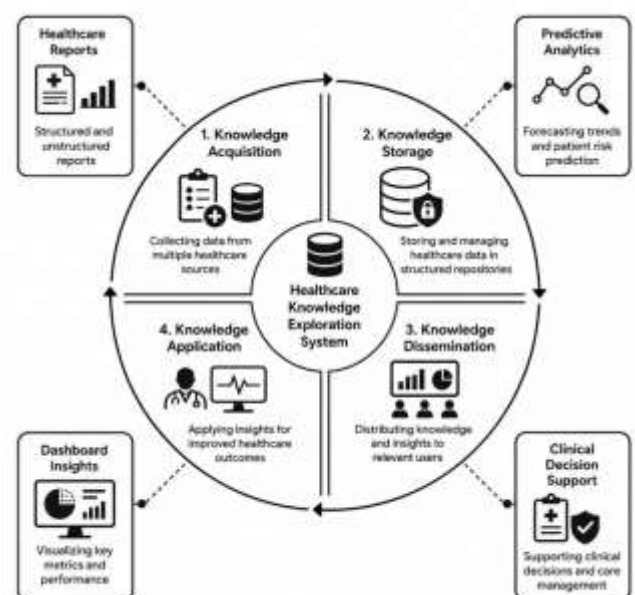 Healthcare
Reports
Structured and
unstructured
reports
Predictive
Analytics
Forecasting trends
and patient risk
prediction
1. Knowledge
Acquisition
Collecting data from
multiple healthcare
sources
2. Knowledge
Storage
Storing and managing
healthcare data in
structured repositories
Healthcare
Knowledge
Exploration
System
4. Knowledge
Application
Applying insights for
improved healthcare
outcomes
3. Knowledge
Dissemination
Distributing knowledge
and insights to
relevant users
Dashboard
Insights
Visualizing key
metrics and
performance
Clinical
Decision
Support
Supporting clinical
decisions and care
management